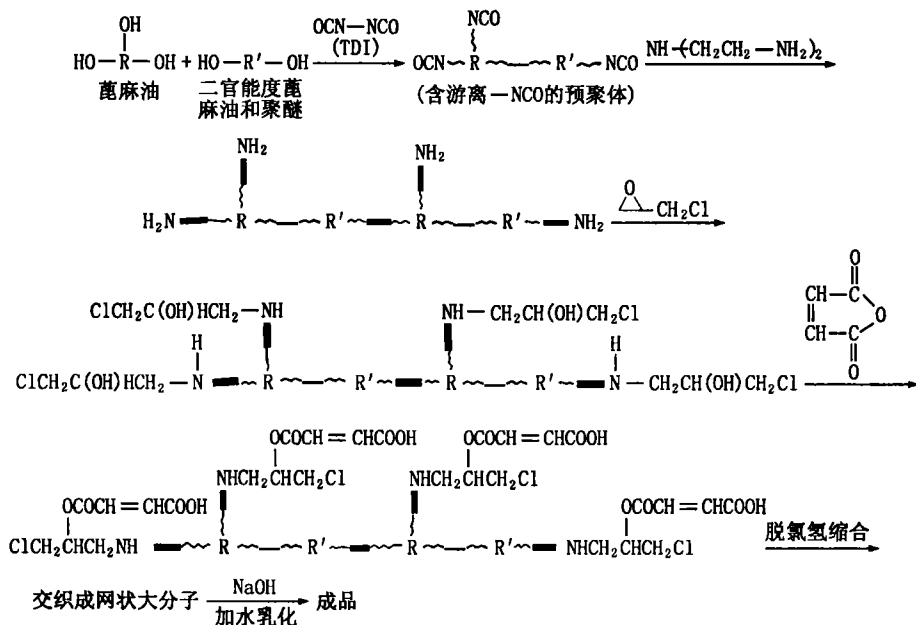 OH
OCN—NCO
NCO
HO—R—OH + HO—R′—OH (TDI) OCN R R′ NCO NH—(CH₂CH₂—NH₂)₂
蓖麻油
二官能度蓖
麻油和聚醚
(含游离—NCO的预聚体)
NH₂ NH₂
H₂N R R′ R R′ NH₂
O
CH₂Cl
O
ClCH₂C(OH)HCH₂—NH NH—CH₂CH(OH)CH₂Cl
CH—C
O
CH—C
O
H H
ClCH₂C(OH)HCH₂—N R R′ R R′ N—CH₂CH(OH)CH₂Cl
OCOCH=CHCOOH OCOCH=CHCOOH
NHCH₂CHCH₂Cl NHCH₂CHCH₂Cl
OCOCH=CHCOOH OCOCH=CHCOOH
ClCH₂CHCH₂NH R R′ R R′ NHCH₂CHCH₂Cl 脱氯氢缩合
交织成网状大分子 NaOH 成品
加水乳化